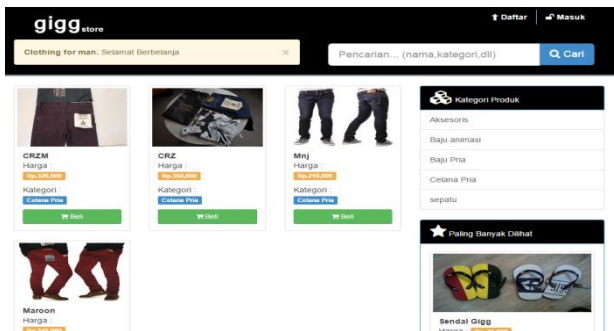 gigg store
Daftar
Masuk
Clothing for man. Selamat Berbelanja
×
Pencarian... (nama,kategori,dll)
Cari
CRZM
Harga :
Rp.320,000
Kategori :
Celana Pria
Beli
CRZ
Harga :
Kategori :
Celana Pria
Beli
Mnj
Harga :
Rp.210,000
Kategori :
Celana Pria
Beli
Maroon
Harga :
Kategori Produk
Aksesoris
Baju animasi
Baju Pria
Celana Pria
sepatu
Paling Banyak Dilihat
Sendal Gigg
Harga :